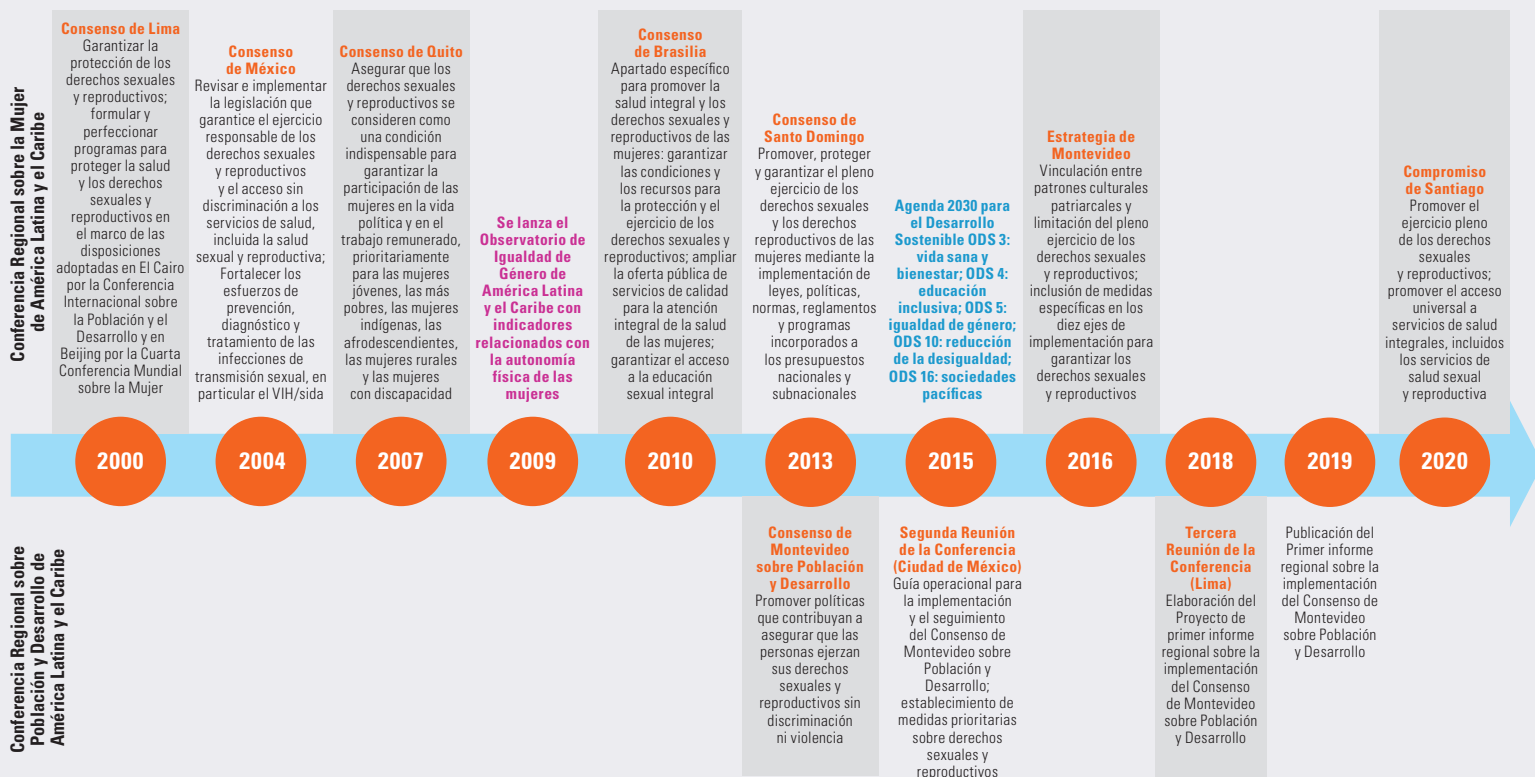 Conferencia Regional sobre la Mujer
de América Latina y el Caribe
Consenso de Lima
Garantizar la
protección de los
derechos sexuales
y reproductivos;
formular y
perfeccionar
programas para
proteger la salud
y los derechos
sexuales y
reproductivos en
el marco de las
disposiciones
adoptadas en El Cairo
por la Conferencia
Internacional sobre
la Población y el
Desarrollo y en
Beijing por la Cuarta
Conferencia Mundial
sobre la Mujer
Consenso
de México
Revisar e implementar
la legislación que
garantice el ejercicio
responsable de los
derechos sexuales
y reproductivos
y el acceso sin
discriminación a los
servicios de salud,
incluida la salud
sexual y reproductiva;
Fortalecer los
esfuerzos de
prevención,
diagnóstico y
tratamiento de las
infecciones de
transmisión sexual, en
particular el VIH/sida
Consenso de Quito
Asegurar que los
derechos sexuales
y reproductivos se
consideren como
una condición
indispensable para
garantizar la
participación de las
mujeres en la vida
política y en el
trabajo remunerado,
prioritariamente
para las mujeres
jóvenes, las más
pobres, las mujeres
indígenas, las
afrodescendientes,
las mujeres rurales
y las mujeres
con discapacidad
Se lanza el
Observatorio de
Igualdad de
Género de
América Latina
y el Caribe con
indicadores
relacionados con
la autonomía
física de las
mujeres
Consenso
de Brasilia
Apartado específico
para promover la
salud integral y los
derechos sexuales y
reproductivos de las
mujeres: garantizar
las condiciones y
los recursos para
la protección y el
ejercicio de los
derechos sexuales y
reproductivos; ampliar
la oferta pública de
servicios de calidad
para la atención
integral de la salud
de las mujeres;
garantizar el acceso
a la educación
sexual integral
Consenso de
Santo Domingo
Promover, proteger
y garantizar el pleno
ejercicio de los
derechos sexuales
y los derechos
reproductivos de las
mujeres mediante la
implementación de
leyes, políticas,
normas, reglamentos
y programas
incorporados a
los presupuestos
nacionales y
subnacionales
Agenda 2030 para
el Desarrollo
Sostenible ODS 3:
vida sana y
bienestar; ODS 4:
educación
inclusiva; ODS 5:
igualdad de género;
ODS 10: reducción
de la desigualdad;
ODS 16: sociedades
pacíficas
Estrategia de
Montevideo
Vinculación entre
patrones culturales
patriarcales y
limitación del pleno
ejercicio de los
derechos sexuales
y reproductivos;
inclusión de medidas
específicas en los
diez ejes de
implementación para
garantizar los
derechos sexuales
y reproductivos
Compromiso
de Santiago
Promover el
ejercicio pleno
de los derechos
sexuales
y reproductivos;
promover el acceso
universal a
servicios de salud
integrales, incluidos
los servicios de
salud sexual
y reproductiva
2000
2004
2007
2009
2010
2013
2015
2016
2018
2019
2020
Conferencia Regional sobre
Población y Desarrollo de
América Latina y el Caribe
Consenso de
Montevideo
sobre Población
y Desarrollo
Promover políticas
que contribuyan a
asegurar que las
personas ejerzan
sus derechos
sexuales y
reproductivos sin
discriminación
ni violencia
Segunda Reunión
de la Conferencia
(Ciudad de México)
Guía operacional para
la implementación
y el seguimiento
del Consenso de
Montevideo sobre
Población y
Desarrollo;
establecimiento de
medidas prioritarias
sobre derechos
sexuales y
reproductivos
Tercera
Reunión de la
Conferencia
(Lima)
Elaboración del
Proyecto de
primer informe
regional sobre la
implementación
del Consenso
de Montevideo
sobre Población
y Desarrollo
Publicación del
Primer informe
regional sobre la
implementación
del Consenso de
Montevideo
sobre Población
y Desarrollo